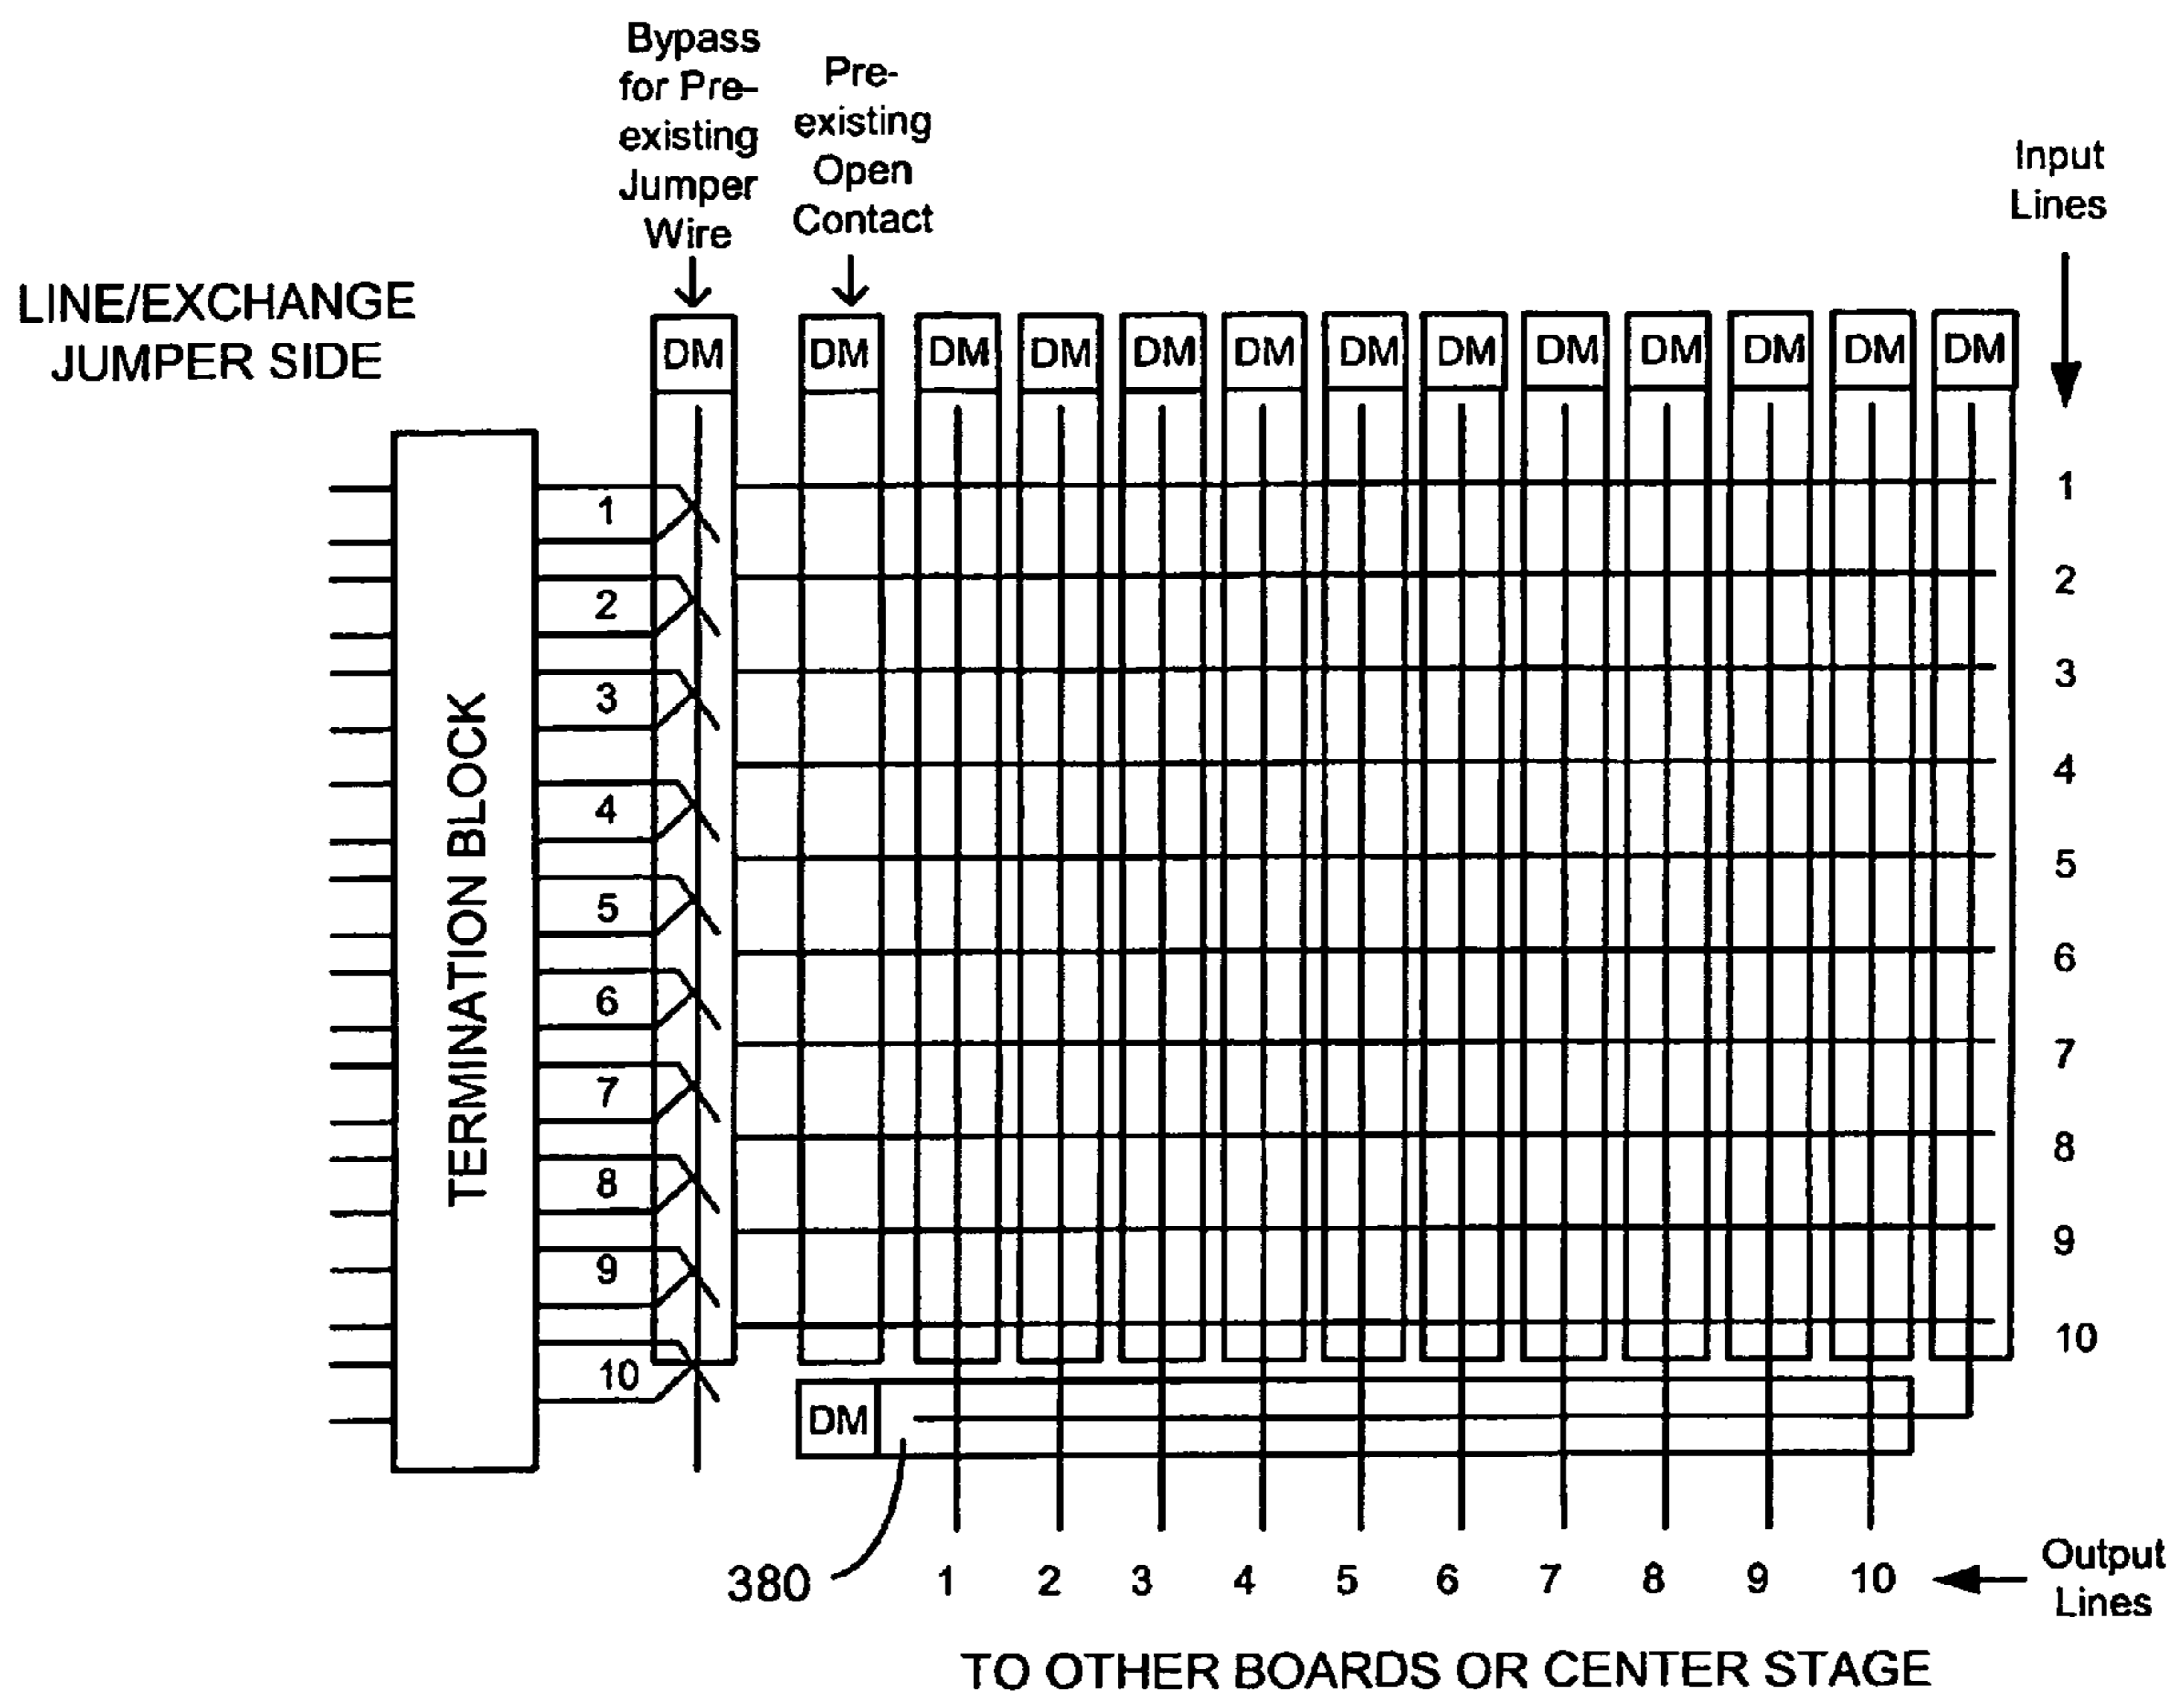 Bypass
for Pre-
existing
Jumper
Wire
Pre-
existing
Open
Contact
Input
Lines
LINE/EXCHANGE
JUMPER SIDE
DM DM DM DM DM DM DM DM DM DM DM DM DM
TERMINATION BLOCK
1
2
3
4
5
6
7
8
9
10
1
2
3
4
5
6
7
8
9
10
DM
380
1 2 3 4 5 6 7 8 9 10
Output
Lines
TO OTHER BOARDS OR CENTER STAGE